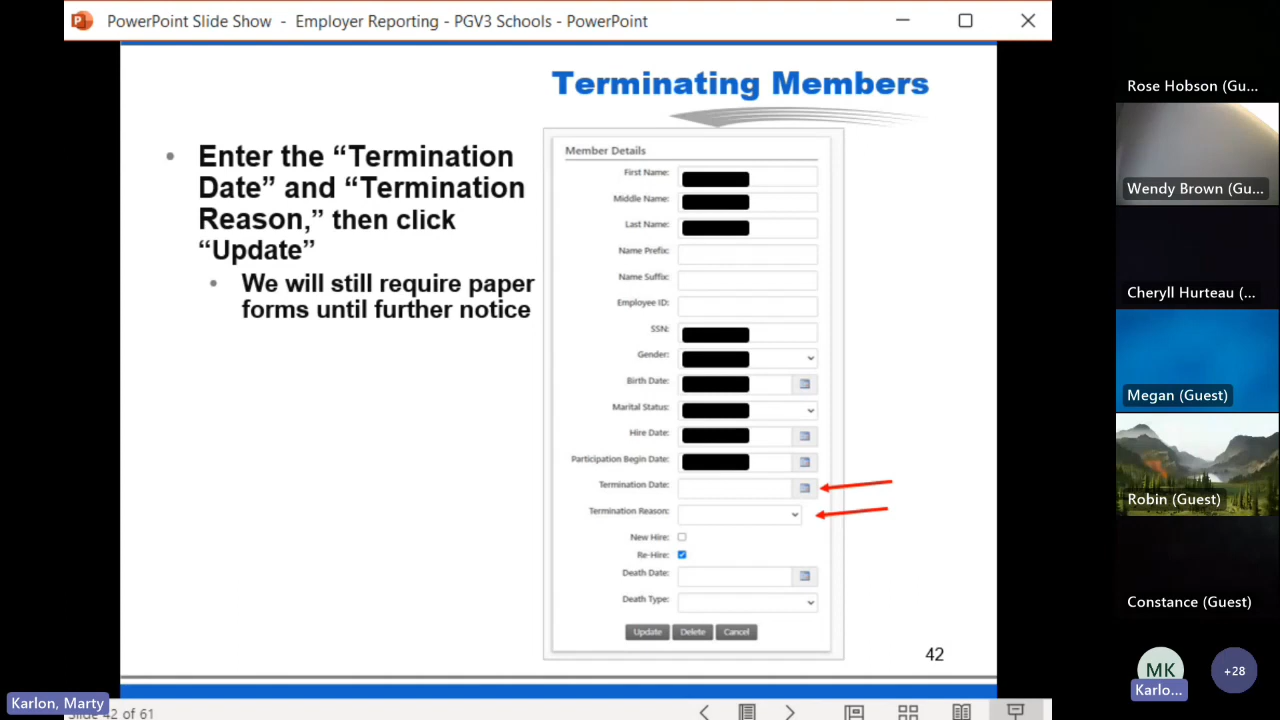 PowerPoint Slide Show - Employer Reporting - PGV3 Schools - PowerPoint
Terminating Members
• Enter the “Termination
Date” and “Termination
Reason,” then click
“Update”
• We will still require paper
forms until further notice
Member Details
First Name:
Middle Name:
Last Name:
Name Prefix:
Name Suffix:
Employee ID:
SSN:
Gender:
Birth Date:
Marital Status:
Hire Date:
Participation Begin Date:
Termination Date:
Termination Reason:
New Hire:
Re-Hire:
Death Date:
Death Type:
Update Delete Cancel
42
Slide 42 of 61
Karlon, Marty
Rose Hobson (Gu...
Wendy Brown (Gu...
Cheryll Hurteau (...
Megan (Guest)
Robin (Guest)
Constance (Guest)
MK
Karlo...
+28